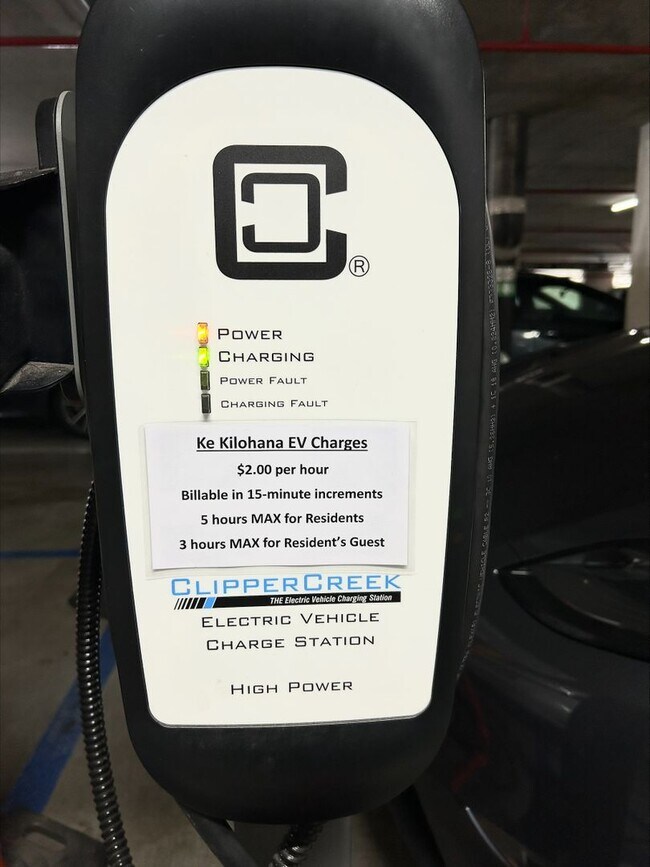 ®
POWER
CHARGING
POWER FAULT
CHARGING FAULT
Ke Kilohana EV Charges
$2.00 per hour
Billable in 15-minute increments
5 hours MAX for Residents
3 hours MAX for Resident's Guest
CLIPPERCREEK
THE Electric Vehicle Charging Station
ELECTRIC VEHICLE
CHARGE STATION
HIGH POWER